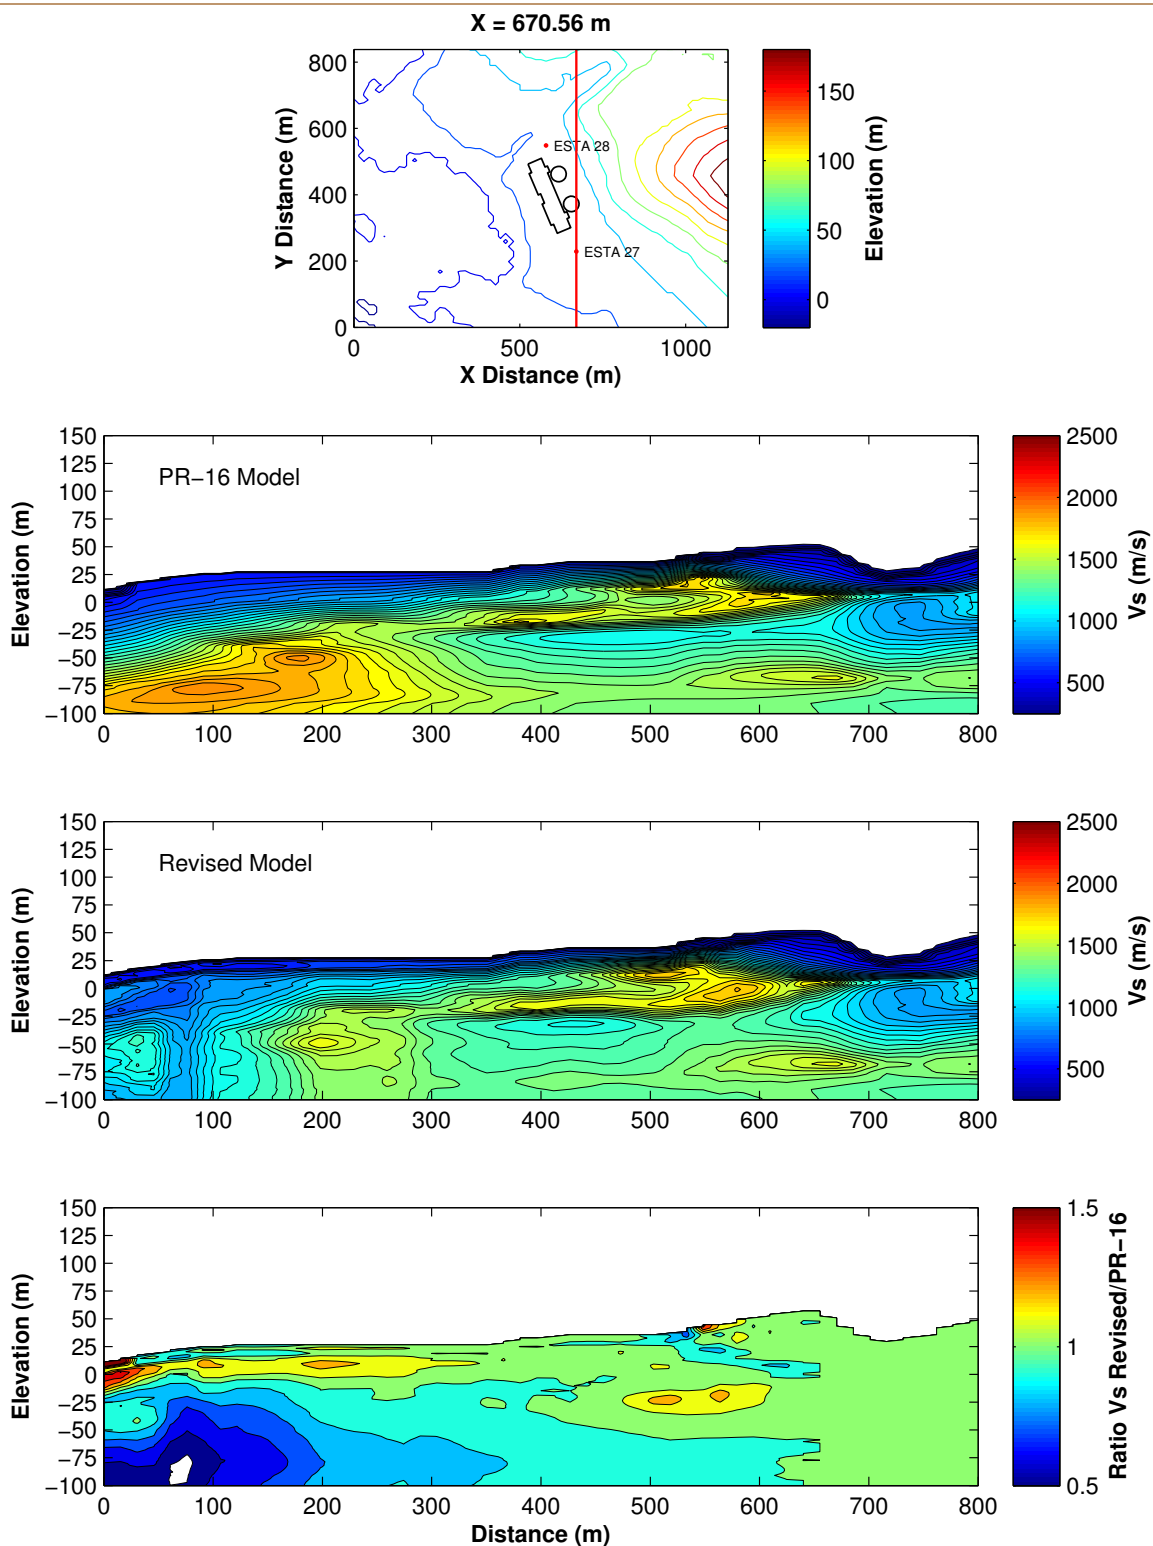 X = 670.56 m
800
600
400
200
0
Y Distance (m)
ESTA 28
ESTA 27
0 500 1000
X Distance (m)
150
100
50
0
Elevation (m)
150
125
100
75
50
25
0
−25
−50
−75
−100
Elevation (m)
PR−16 Model
0 100 200 300 400 500 600 700 800
2500
2000
1500
1000
500
Vs (m/s)
150
125
100
75
50
25
0
−25
−50
−75
−100
Elevation (m)
Revised Model
0 100 200 300 400 500 600 700 800
2500
2000
1500
1000
500
Vs (m/s)
150
125
100
75
50
25
0
−25
−50
−75
−100
Elevation (m)
0 100 200 300 400 500 600 700 800
Distance (m)
1.5
1
0.5
Ratio Vs Revised/PR−16